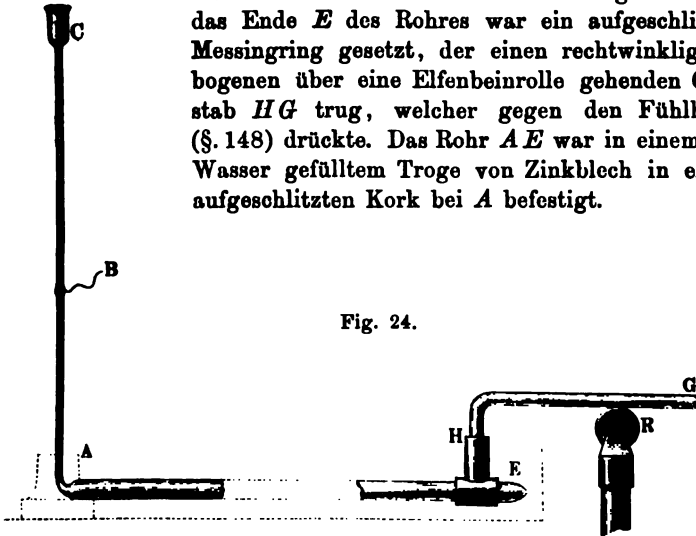 das Ende E des Rohres war ein aufgeschli
Messingring gesetzt, der einen rechtwinklig
bogenen über eine Elfenbeinrolle gehenden
stab HG trug, welcher gegen den Fühlh
(§. 148) drückte. Das Rohr AE war in einem
Wasser gefülltem Troge von Zinkblech in e
aufgeschlitzten Kork bei A befestigt.
C
B
Fig. 24.
G
R
H
A
E